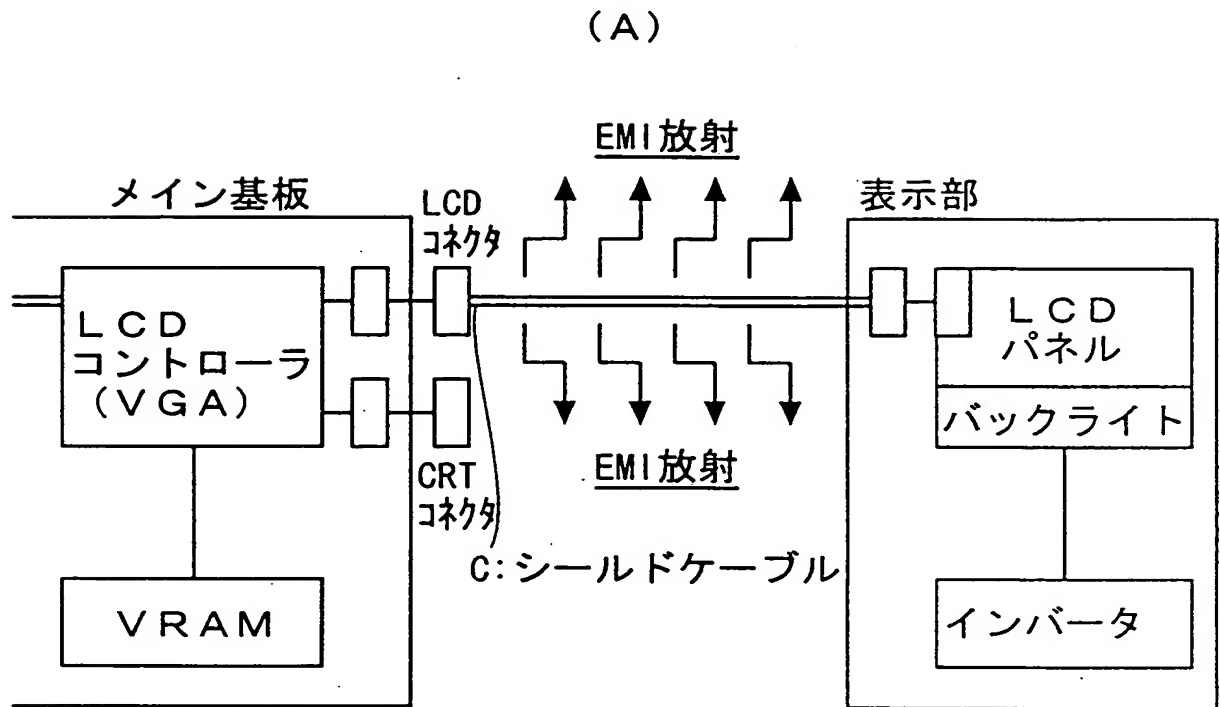 (A)
EMI放射
メイン基板
LCD
コネクタ
表示部
LCD
コントローラ
(VGA)
LCD
パネル
バックライト
EMI放射
CRT
コネクタ
C:シールドケーブル
VRAM
インバータ